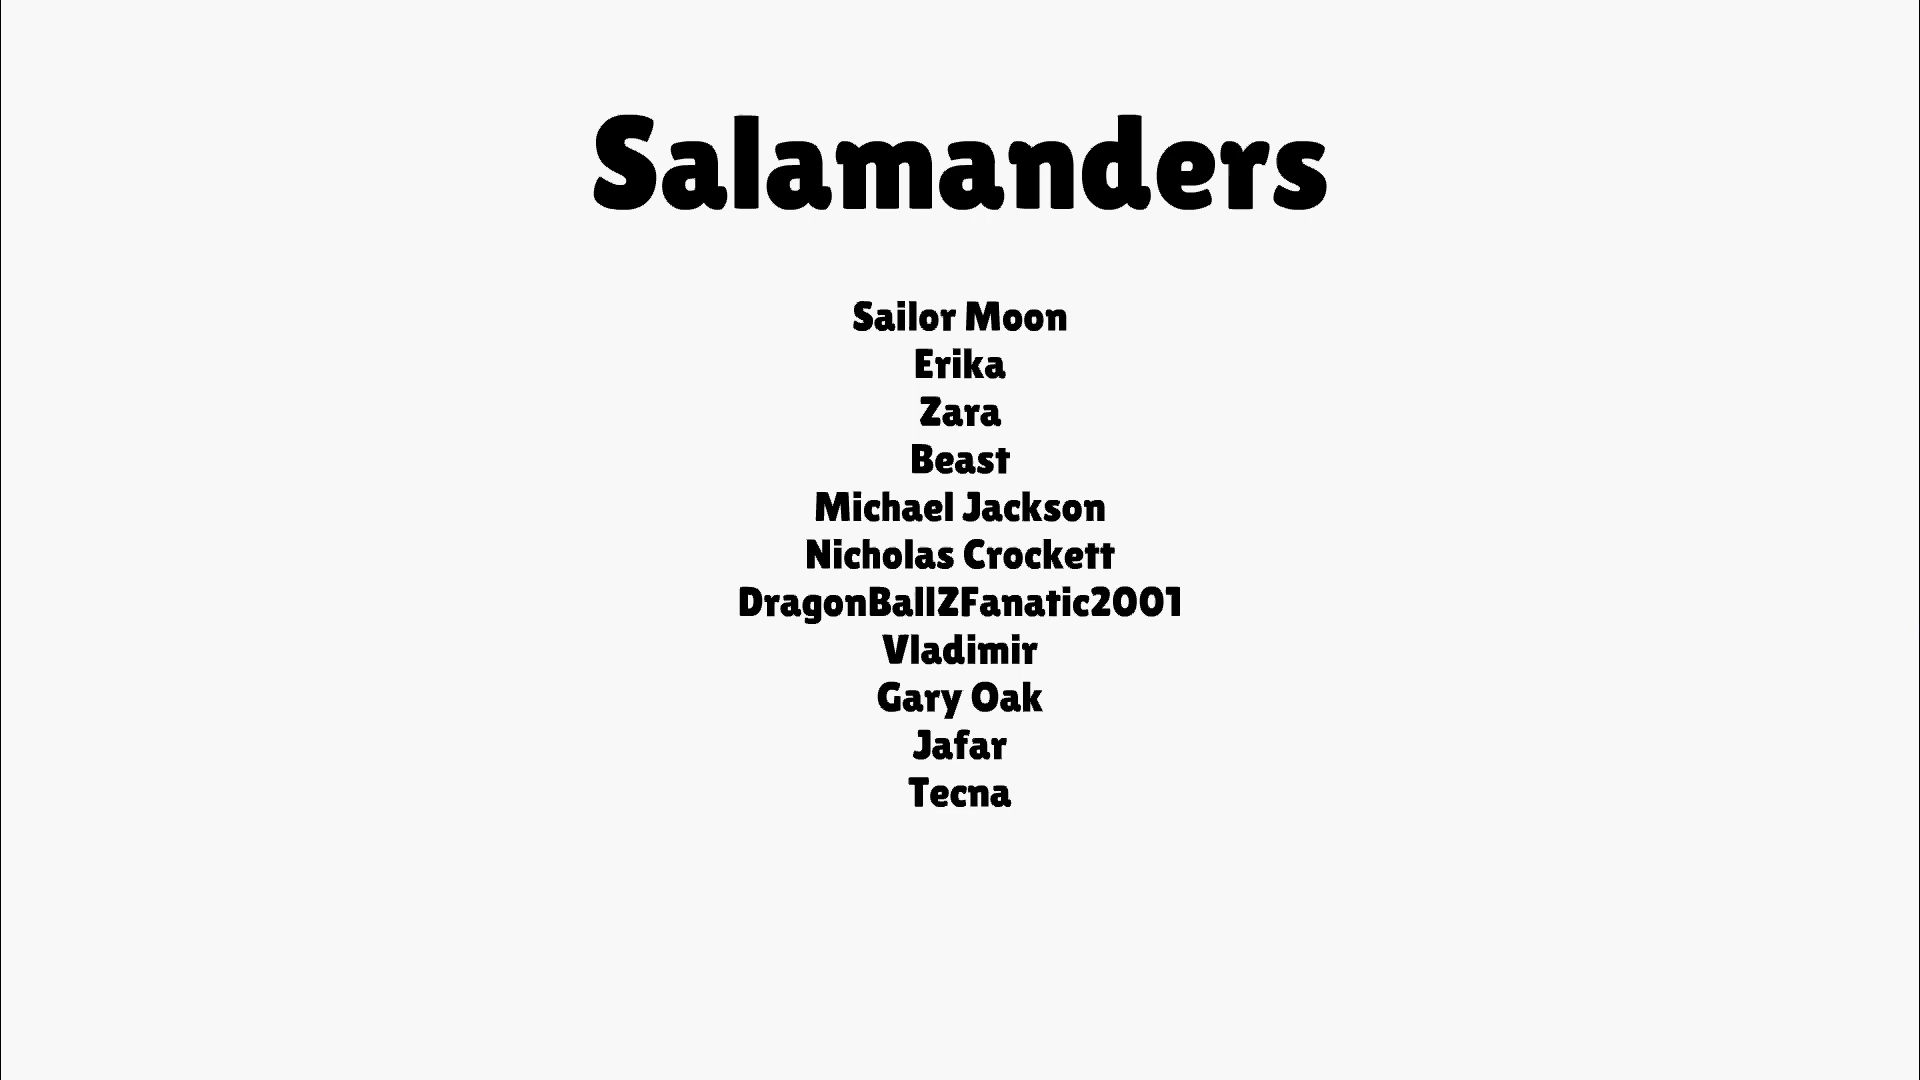 Salamanders
Sailor Moon
Erika
Zara
Beast
Michael Jackson
Nicholas Crockett
DragonBallZFanatic2001
Vladimir
Gary Oak
Jafar
Tecna